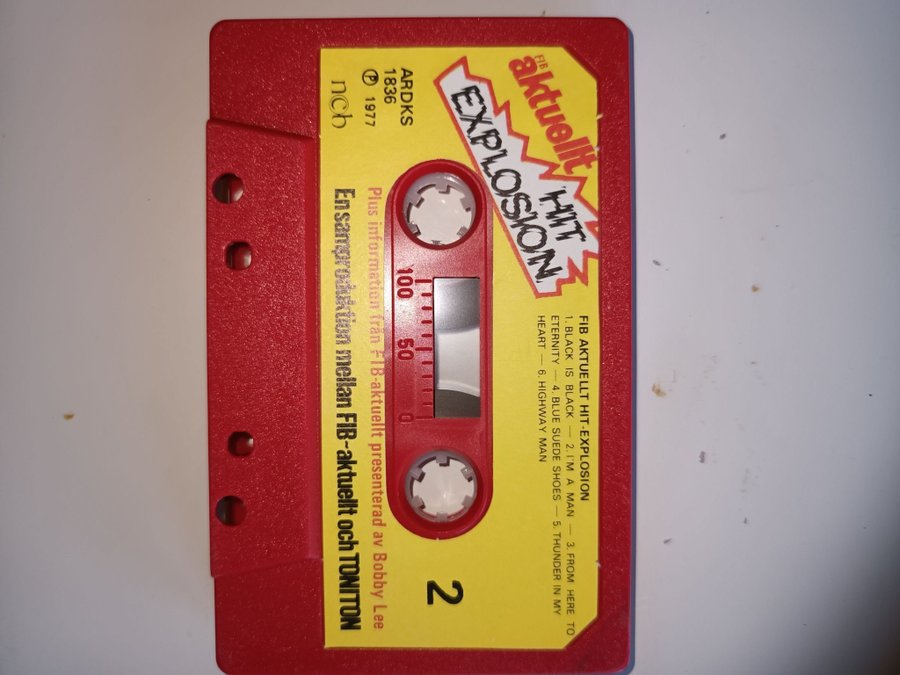 FIB
aktuellt
HIT
EXPLOSION
FIB AKTUELLT HIT-EXPLOSION
1. BLACK IS BLACK — 2. I'M A MAN — 3. FROM HERE TO
ETERNITY — 4. BLUE SUEDE SHOES — 5. THUNDER IN MY
HEART — 6. HIGHWAY MAN
ARDKS
1836
Ⓟ 1977
ncb
2
100 50 0
Plus information från FIB-aktuellt presenterad av Bobby Lee
En samproduktion mellan FIB-aktuellt och TONITON